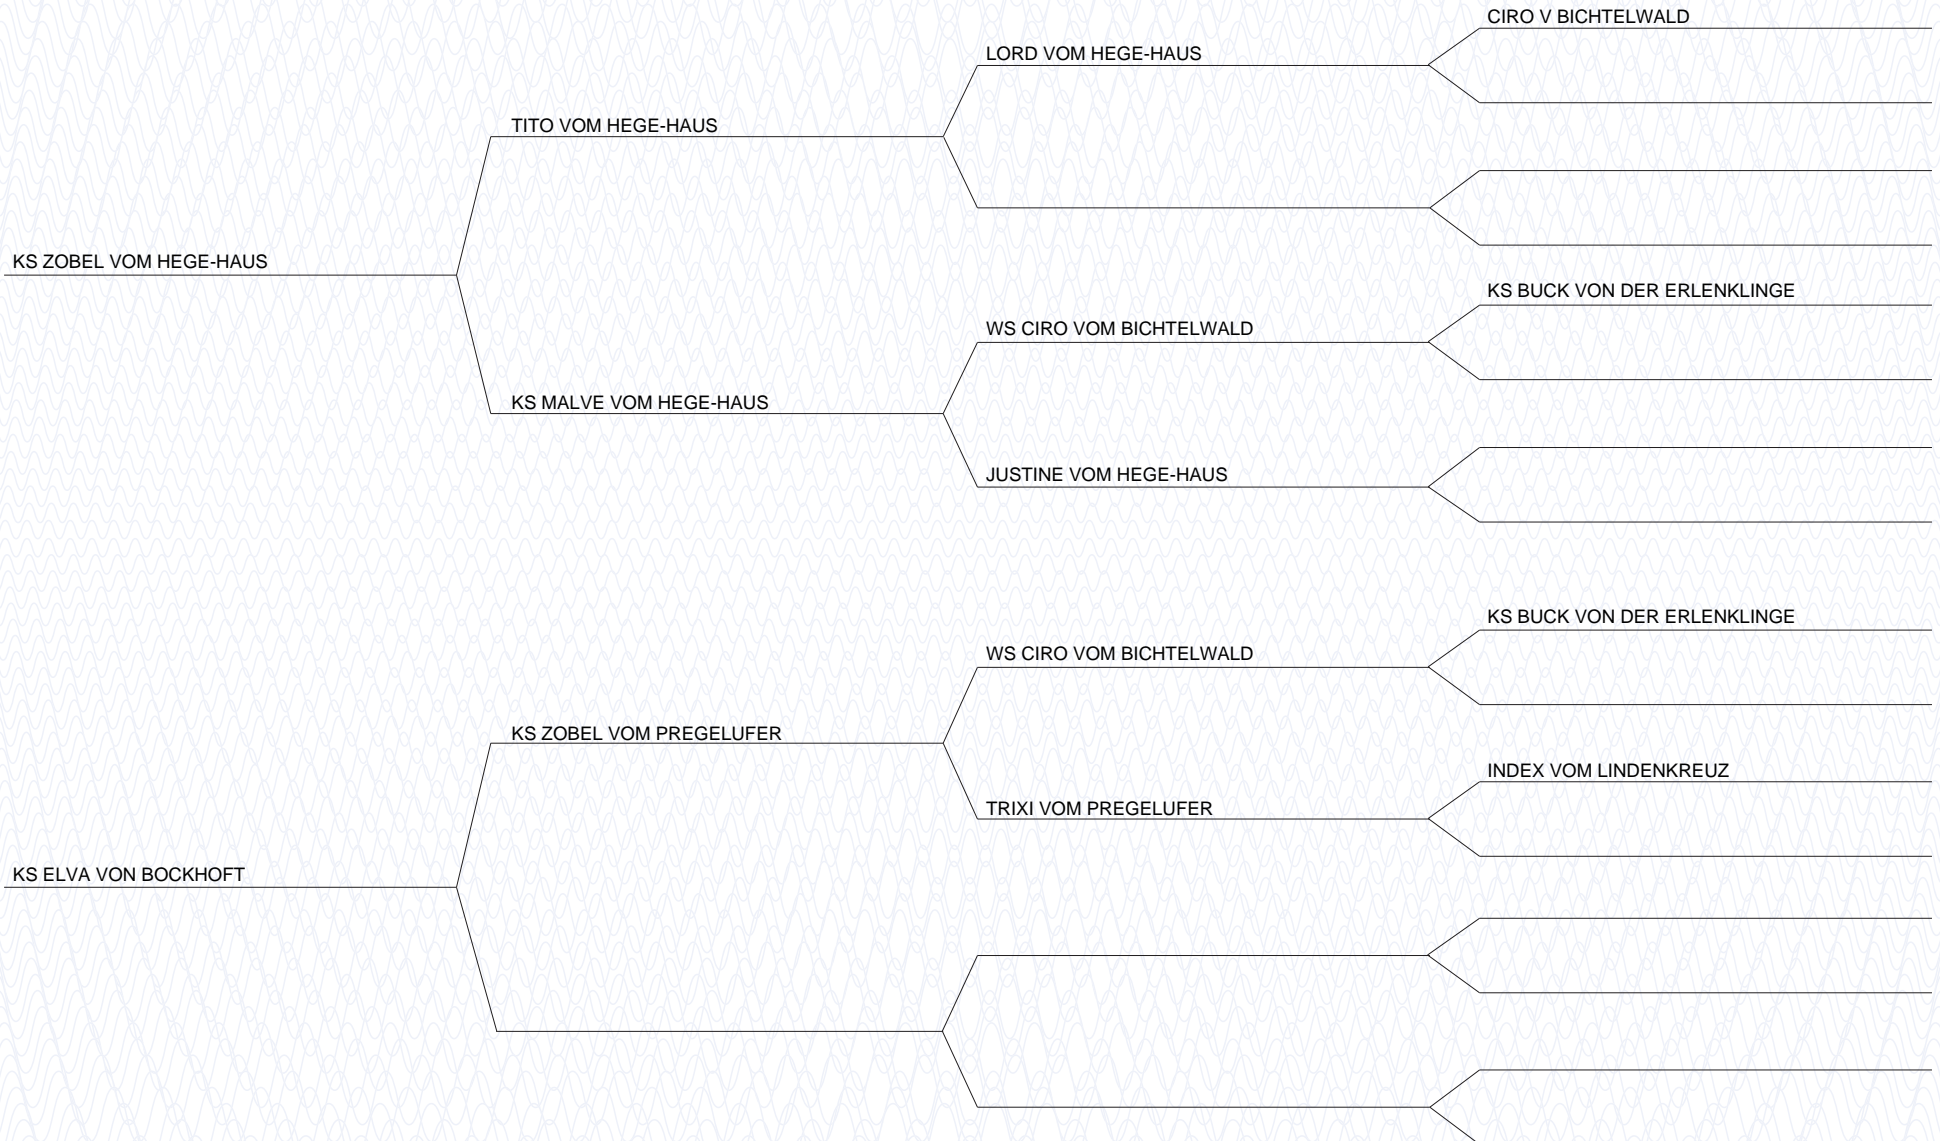 CIRO V BICHTELWALD
LORD VOM HEGE-HAUS
TITO VOM HEGE-HAUS
KS ZOBEL VOM HEGE-HAUS
KS BUCK VON DER ERLENKLINGE
WS CIRO VOM BICHTELWALD
KS MALVE VOM HEGE-HAUS
JUSTINE VOM HEGE-HAUS
KS BUCK VON DER ERLENKLINGE
WS CIRO VOM BICHTELWALD
KS ZOBEL VOM PREGELUFER
INDEX VOM LINDENKREUZ
TRIXI VOM PREGELUFER
KS ELVA VON BOCKHOFT